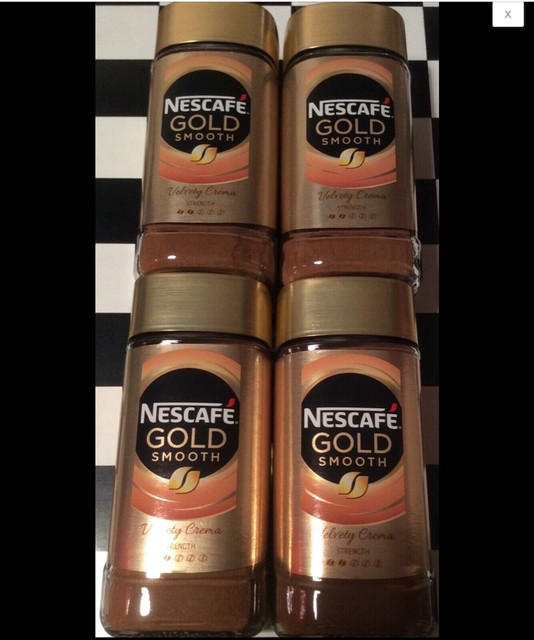 X
NESCAFÉ
GOLD
SMOOTH
Velvety Crema
STRENGTH
NESCAFÉ
GOLD
SMOOTH
Velvety Crema
STRENGTH
NESCAFÉ
GOLD
SMOOTH
Velvety Crema
RENGTH
NESCAFÉ
GOLD
SMOOTH
Velvety Crema
STRENGTH